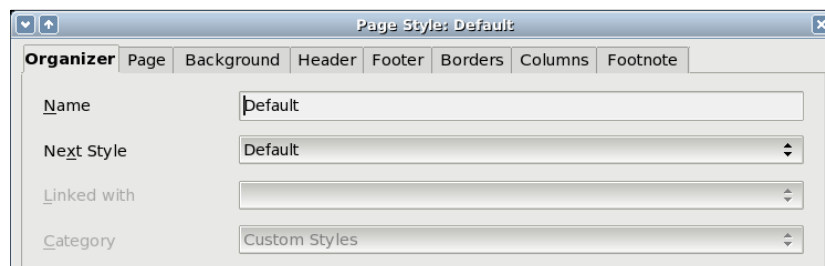 Page Style: Default
Organizer Page Background Header Footer Borders Columns Footnote
Name Default
Next Style Default
Linked with
Category Custom Styles